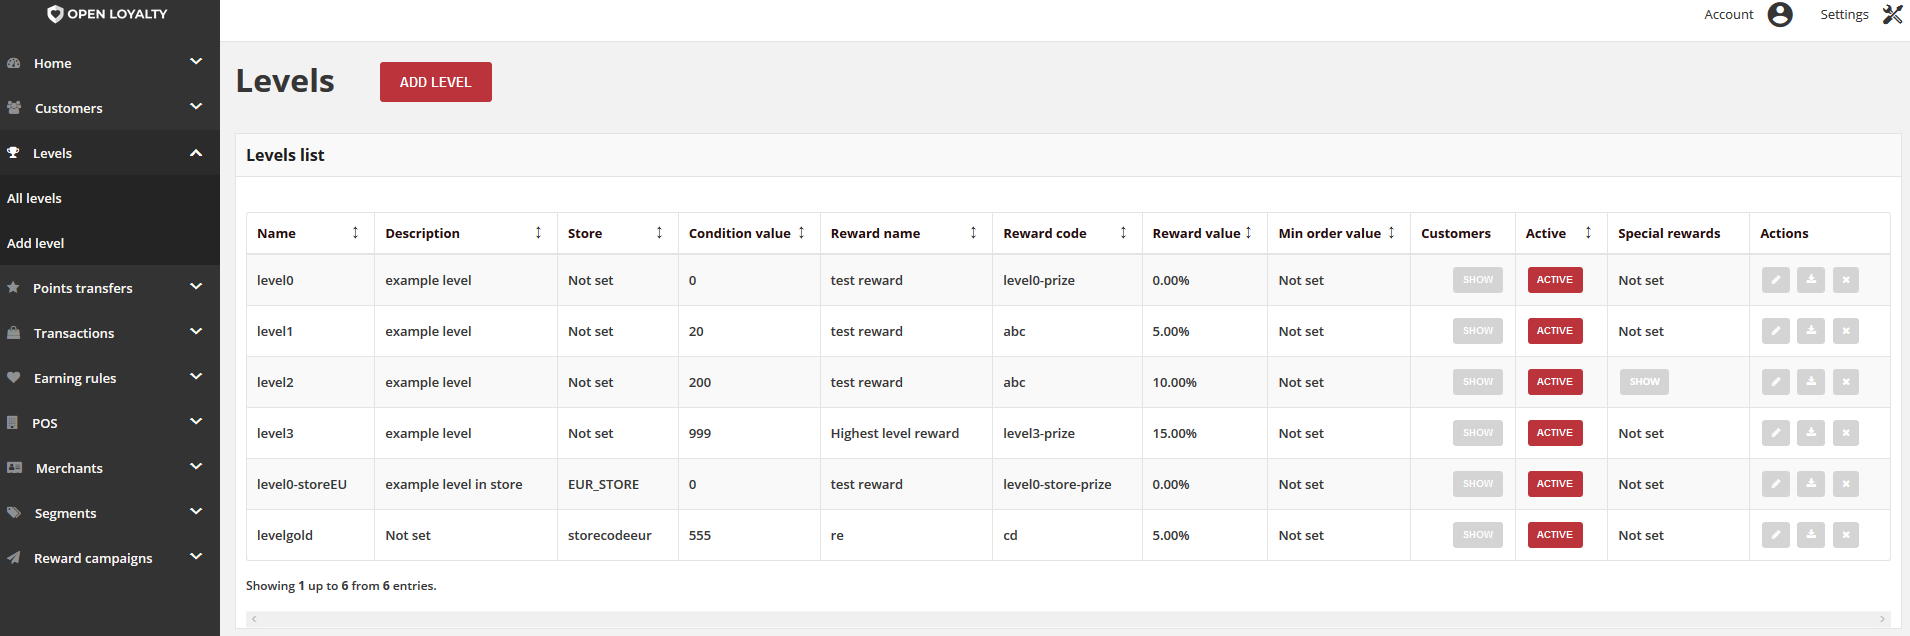 OPEN LOYALTY
Account
Settings
Home
Customers
Levels
All levels
Add level
Points transfers
Transactions
Earning rules
POS
Merchants
Segments
Reward campaigns
Levels
ADD LEVEL
Levels list
Name Description Store Condition value Reward name Reward code Reward value Min order value Customers Active Special rewards Actions
level0 example level Not set 0 test reward level0-prize 0.00% Not set SHOW ACTIVE Not set
level1 example level Not set 20 test reward abc 5.00% Not set SHOW ACTIVE Not set
level2 example level Not set 200 test reward abc 10.00% Not set SHOW ACTIVE SHOW
level3 example level Not set 999 Highest level reward level3-prize 15.00% Not set SHOW ACTIVE Not set
level0-storeEU example level in store EUR_STORE 0 test reward level0-store-prize 0.00% Not set SHOW ACTIVE Not set
levelgold Not set storecodeeur 555 re cd 5.00% Not set SHOW ACTIVE Not set
Showing 1 up to 6 from 6 entries.